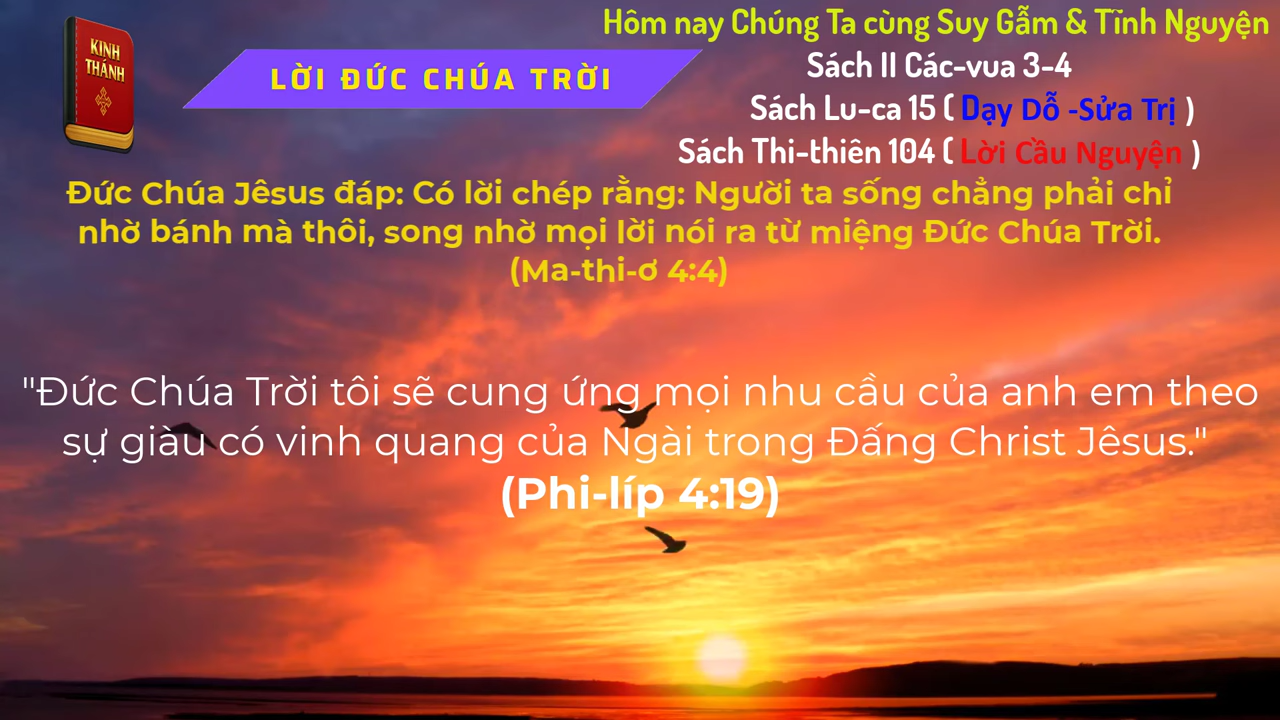 KINH
THÁNH
LỜI ĐỨC CHÚA TRỜI
Hôm nay Chúng Ta cùng Suy Gẫm & Tĩnh Nguyện
Sách II Các-vua 3-4
Sách Lu-ca 15 ( Dạy Dỗ -Sửa Trị )
Sách Thi-thiên 104 ( Lời Cầu Nguyện )
Đức Chúa Jêsus đáp: Có lời chép rằng: Người ta sống chẳng phải chỉ
nhờ bánh mà thôi, song nhờ mọi lời nói ra từ miệng Đức Chúa Trời.
(Ma-thi-ơ 4:4)
"Đức Chúa Trời tôi sẽ cung ứng mọi nhu cầu của anh em theo
sự giàu có vinh quang của Ngài trong Đấng Christ Jêsus."
(Phi-líp 4:19)